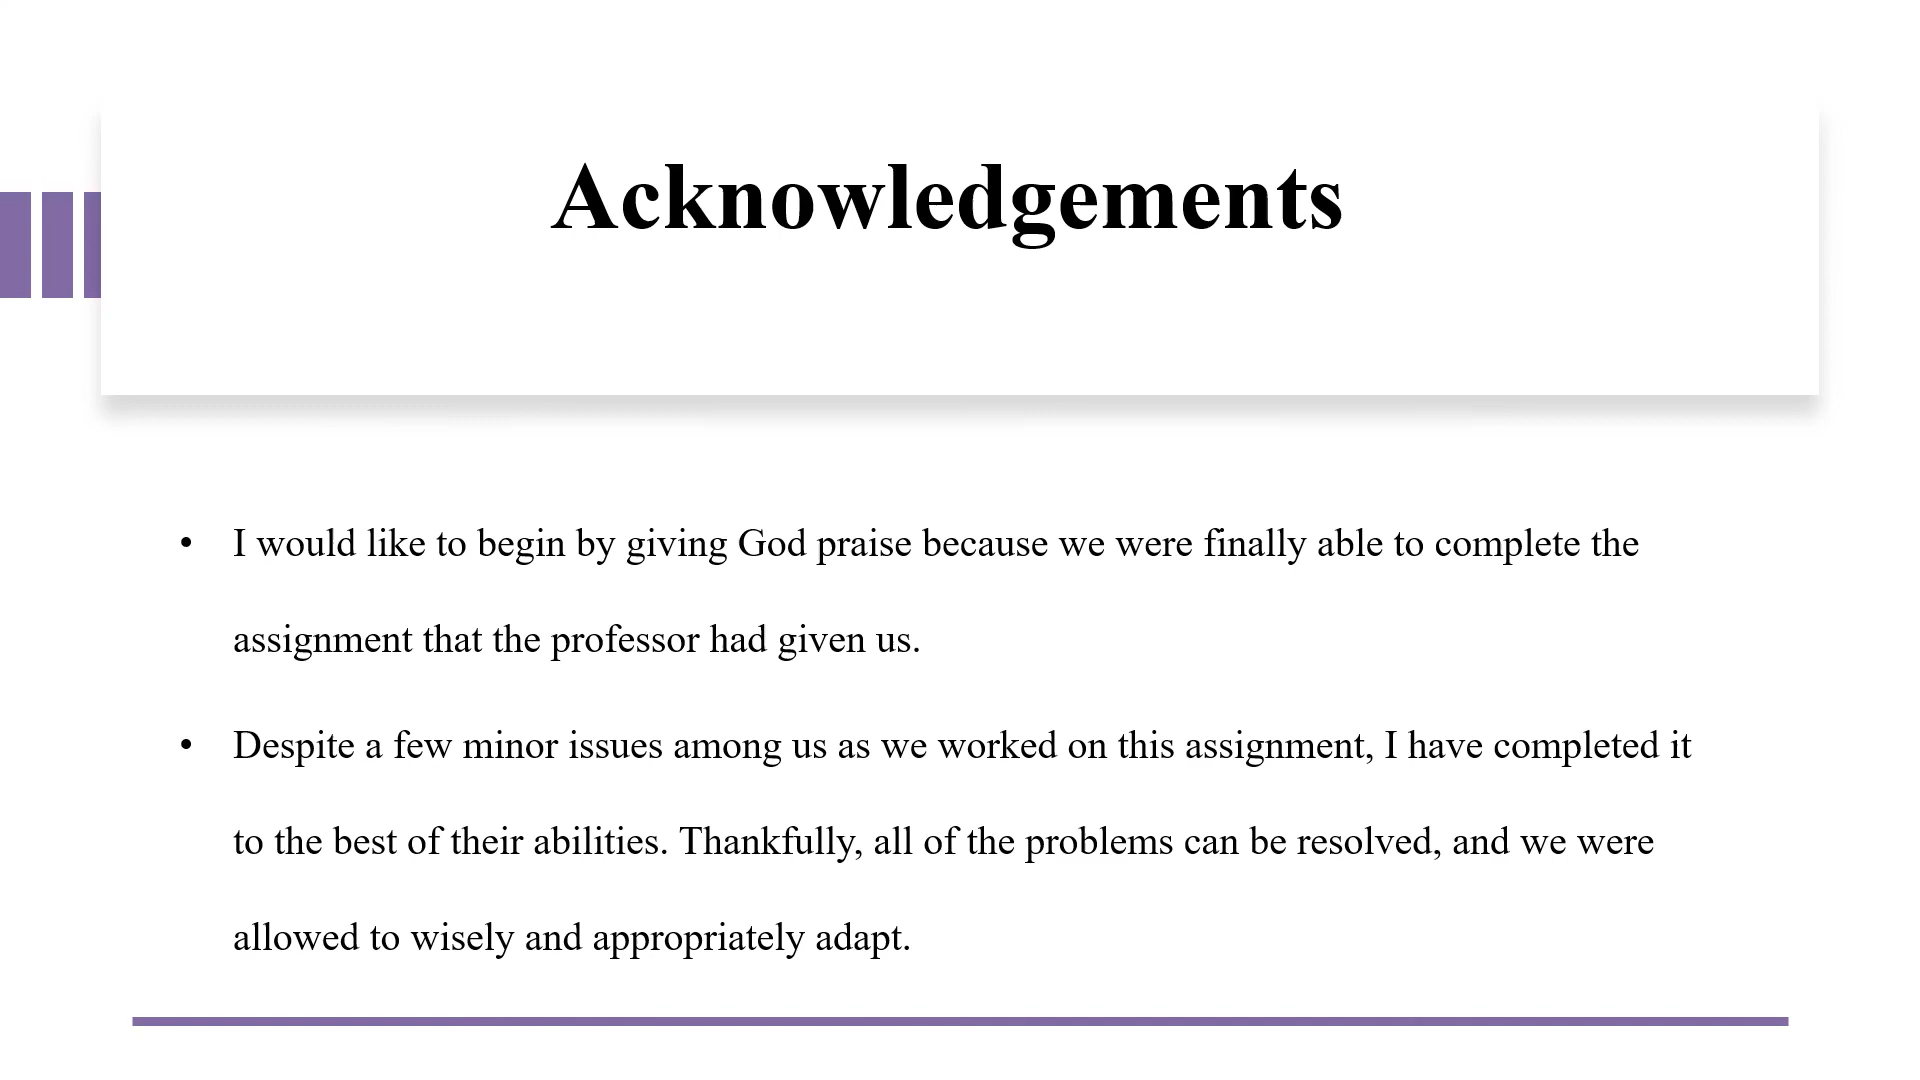 Acknowledgements
• I would like to begin by giving God praise because we were finally able to complete the
assignment that the professor had given us.
• Despite a few minor issues among us as we worked on this assignment, I have completed it
to the best of their abilities. Thankfully, all of the problems can be resolved, and we were
allowed to wisely and appropriately adapt.